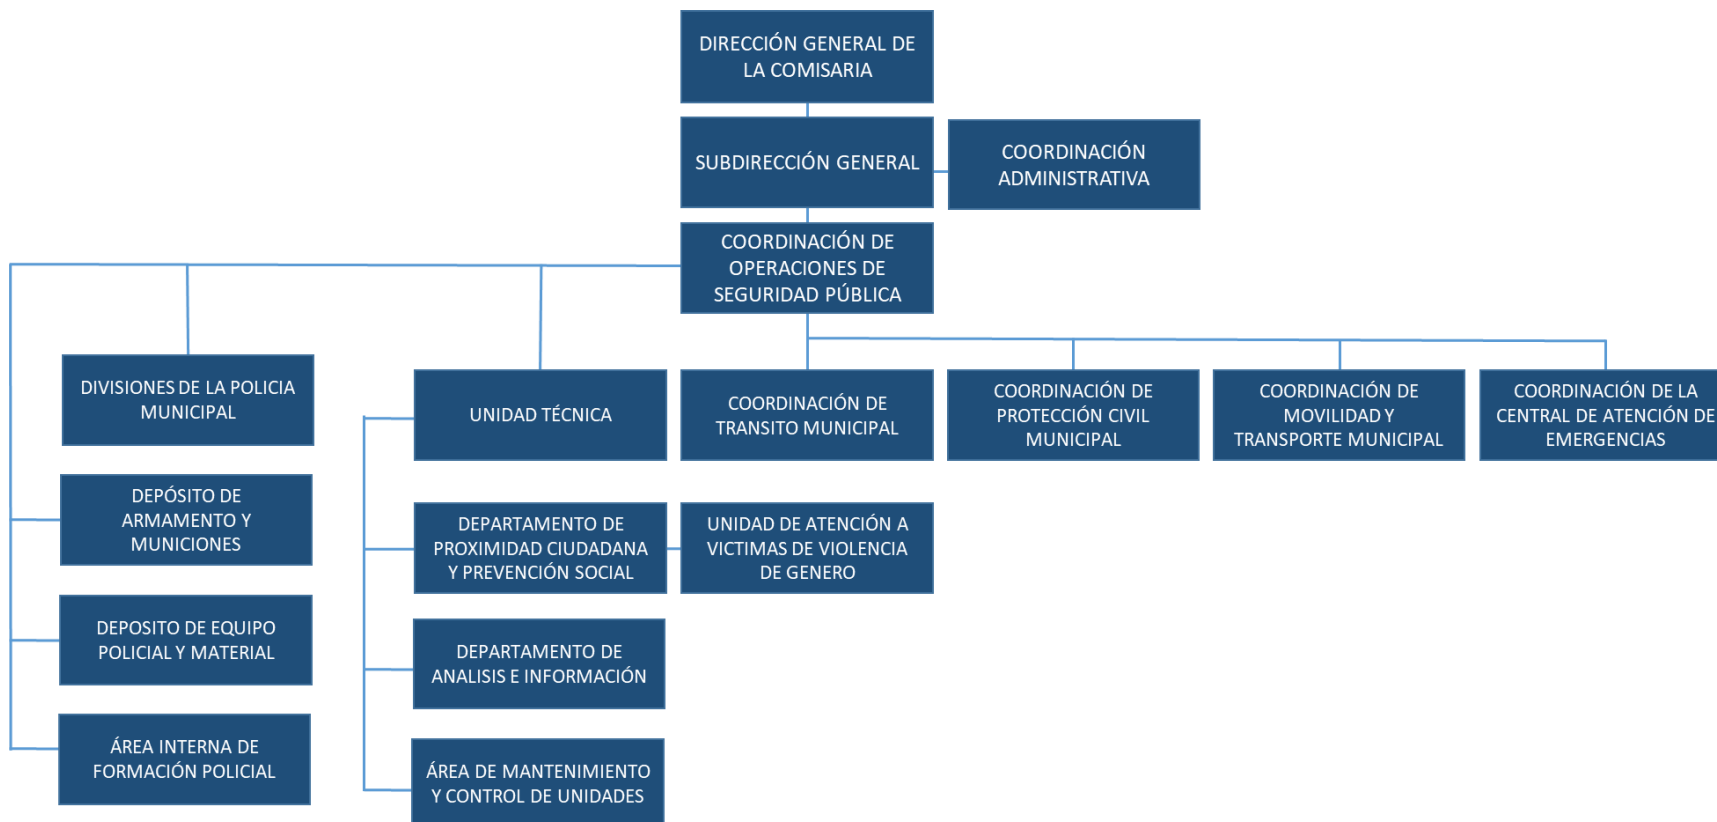 DIRECCIÓN GENERAL DE
LA COMISARIA
SUBDIRECCIÓN GENERAL
COORDINACIÓN
ADMINISTRATIVA
COORDINACIÓN DE
OPERACIONES DE
SEGURIDAD PÚBLICA
DIVISIONES DE LA POLICIA
MUNICIPAL
UNIDAD TÉCNICA
COORDINACIÓN DE
TRANSITO MUNICIPAL
COORDINACIÓN DE
PROTECCIÓN CIVIL
MUNICIPAL
COORDINACIÓN DE
MOVILIDAD Y
TRANSPORTE MUNICIPAL
COORDINACIÓN DE LA
CENTRAL DE ATENCIÓN DE
EMERGENCIAS
DEPÓSITO DE
ARMAMENTO Y
MUNICIONES
DEPARTAMENTO DE
PROXIMIDAD CIUDADANA
Y PREVENCIÓN SOCIAL
UNIDAD DE ATENCIÓN A
VICTIMAS DE VIOLENCIA
DE GENERO
DEPOSITO DE EQUIPO
POLICIAL Y MATERIAL
DEPARTAMENTO DE
ANALISIS E INFORMACIÓN
ÁREA INTERNA DE
FORMACIÓN POLICIAL
ÁREA DE MANTENIMIENTO
Y CONTROL DE UNIDADES